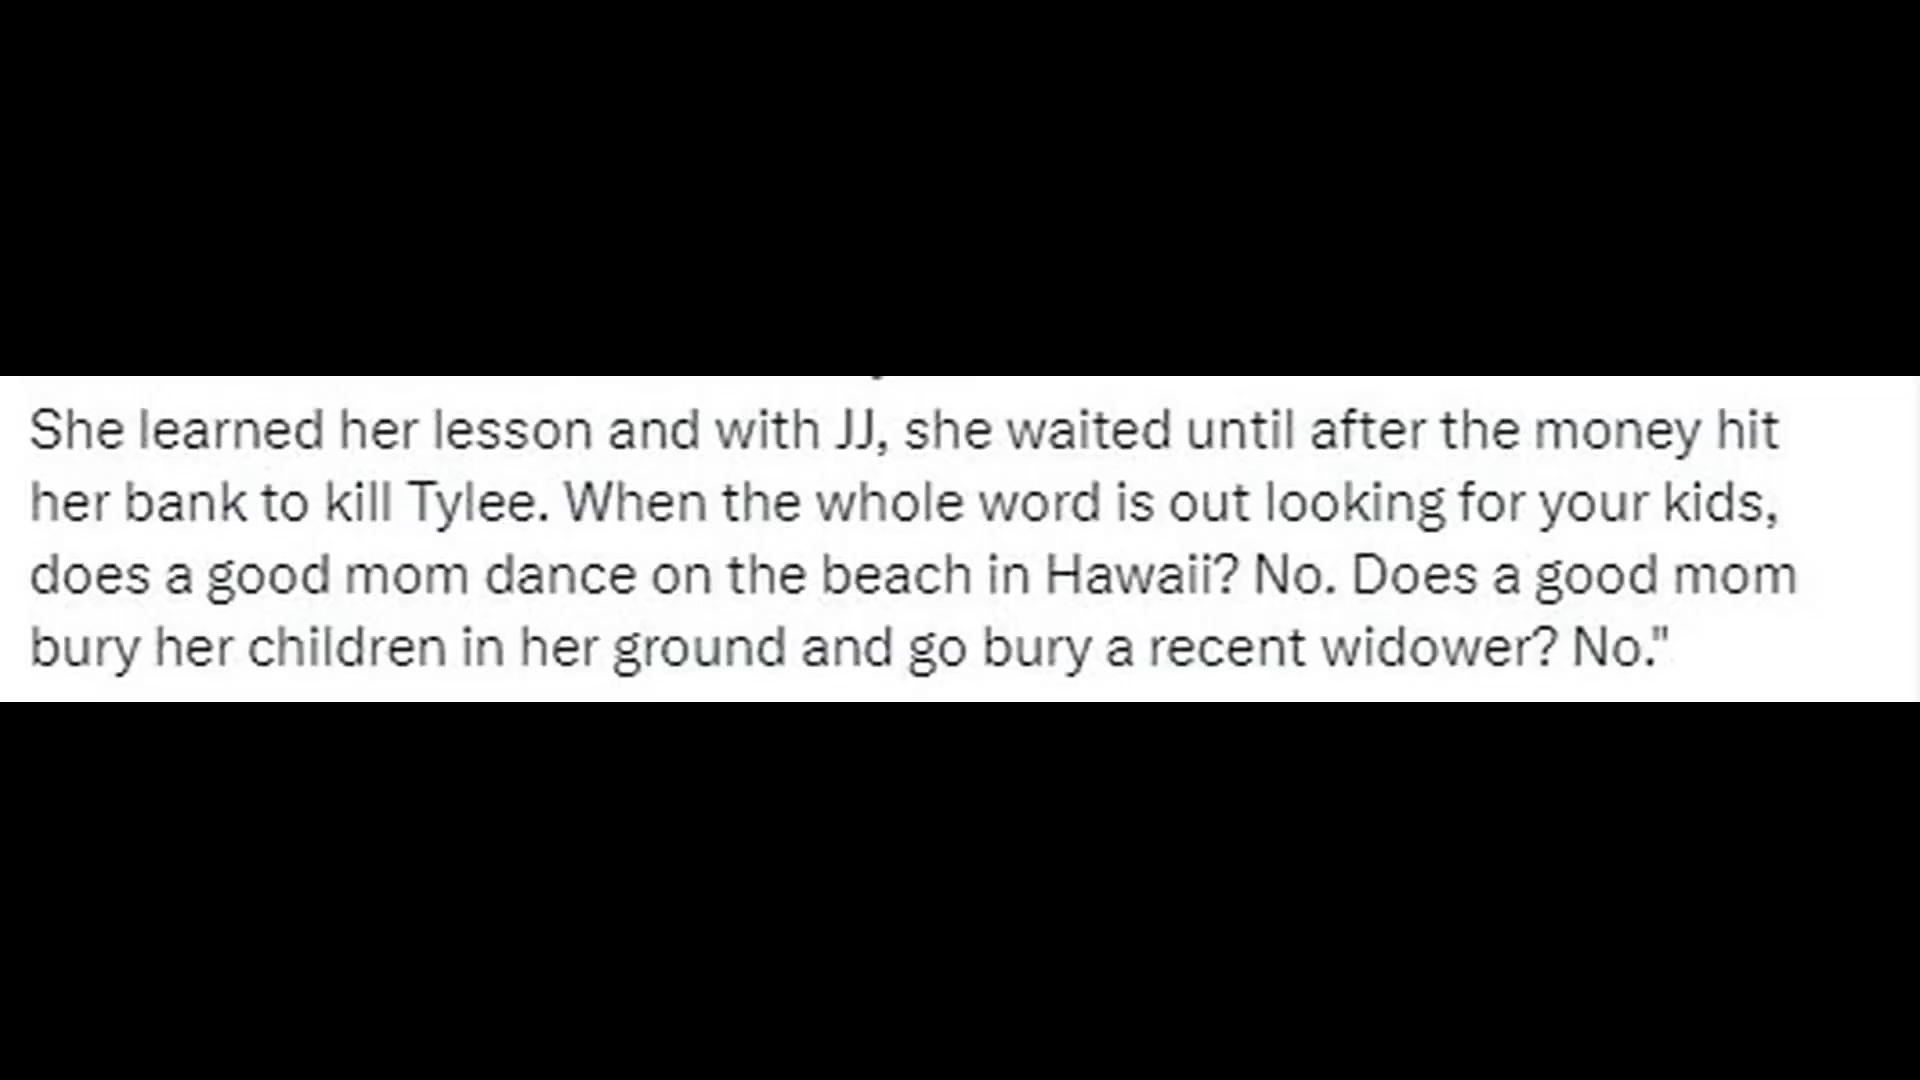 She learned her lesson and with JJ, she waited until after the money hit
her bank to kill Tylee. When the whole word is out looking for your kids,
does a good mom dance on the beach in Hawaii? No. Does a good mom
bury her children in her ground and go bury a recent widower? No."